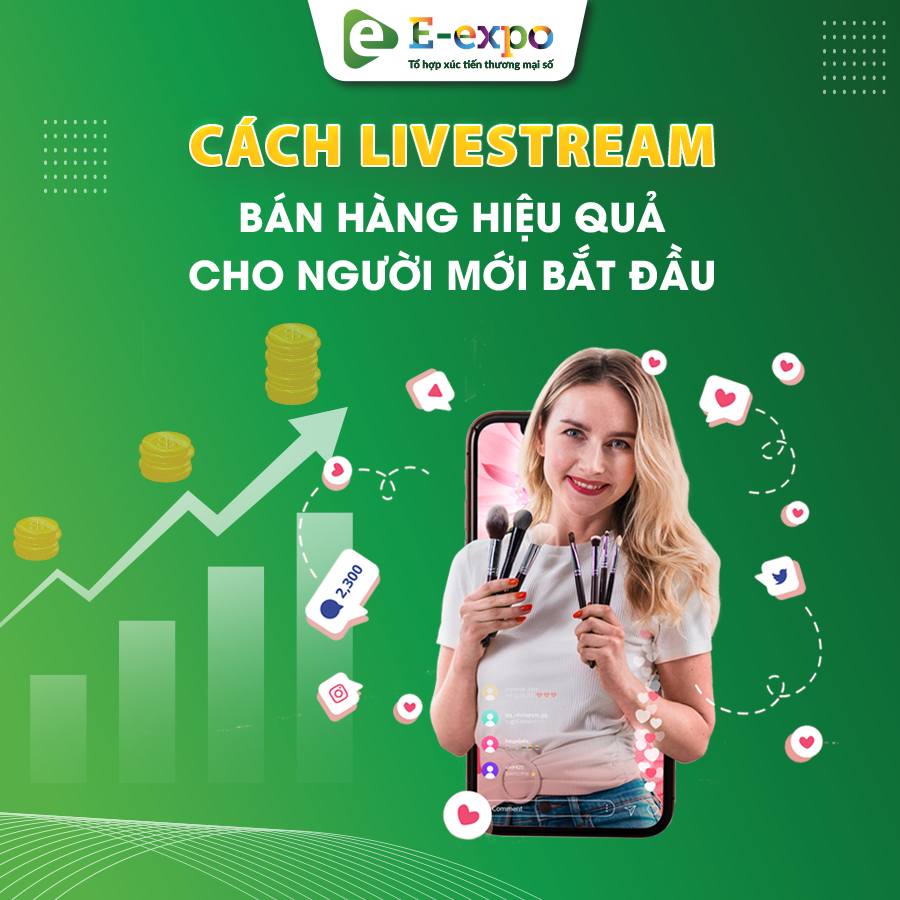 e E-expo
Tổ hợp xúc tiến thương mại số
CÁCH LIVESTREAM
BÁN HÀNG HIỆU QUẢ
CHO NGƯỜI MỚI BẮT ĐẦU
2,300
Comment